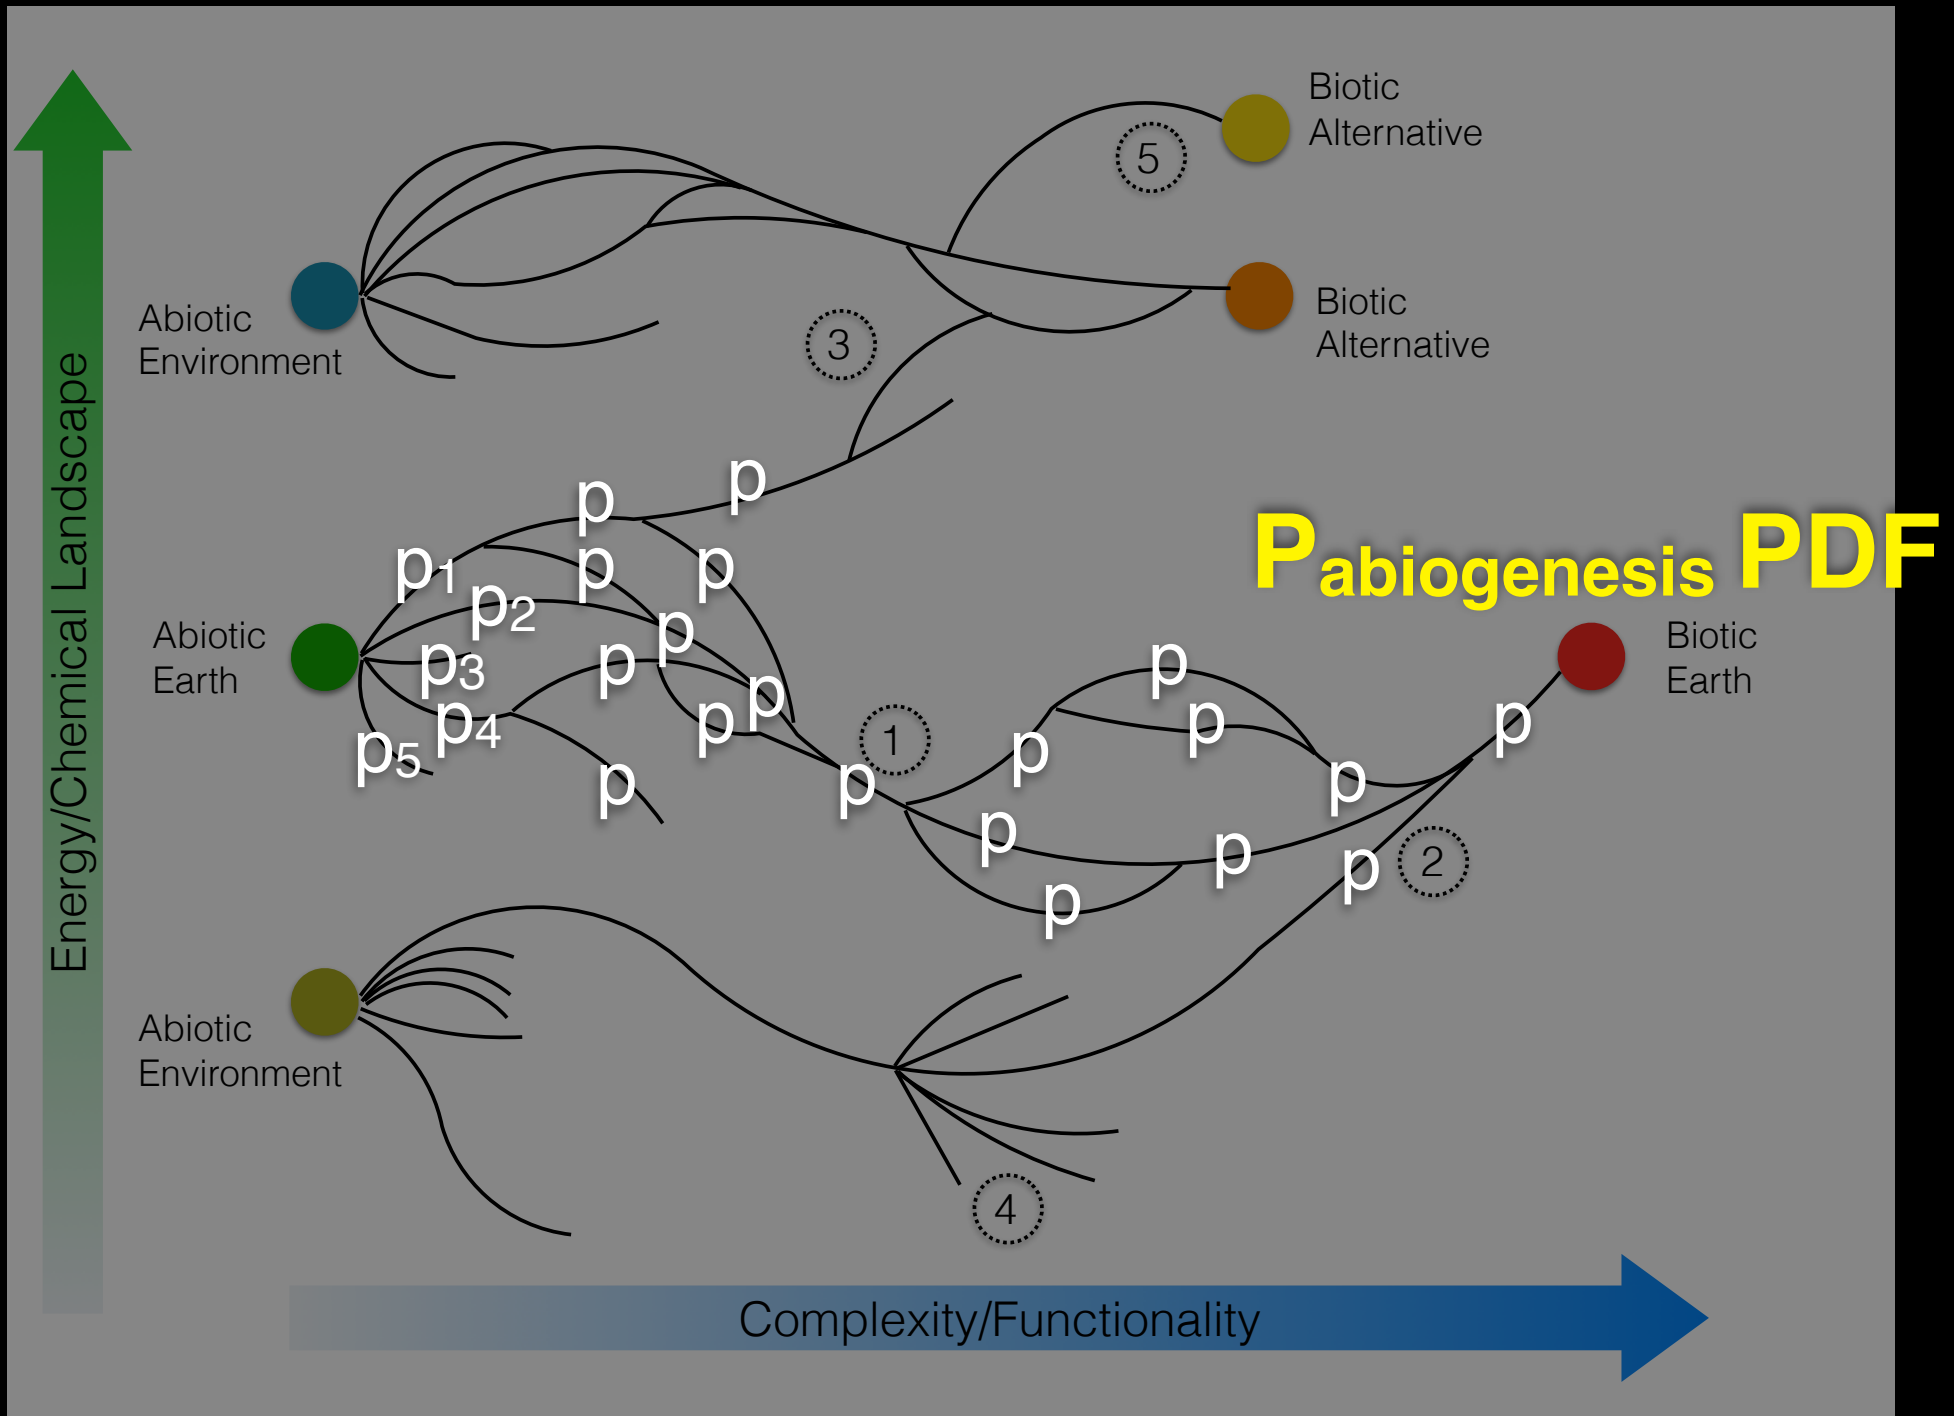 Biotic
Alternative
5
Abiotic
Environment
Biotic
Alternative
3
Energy/Chemical Landscape
p
p
p1
p
p
p2
Pabiogenesis PDF
Abiotic
Earth
p3
p
p
p
p4
p
p
p5
p
p
1
p
p
p
p
p
p
Biotic
Earth
p
p
p
p
2
p
Abiotic
Environment
4
Complexity/Functionality